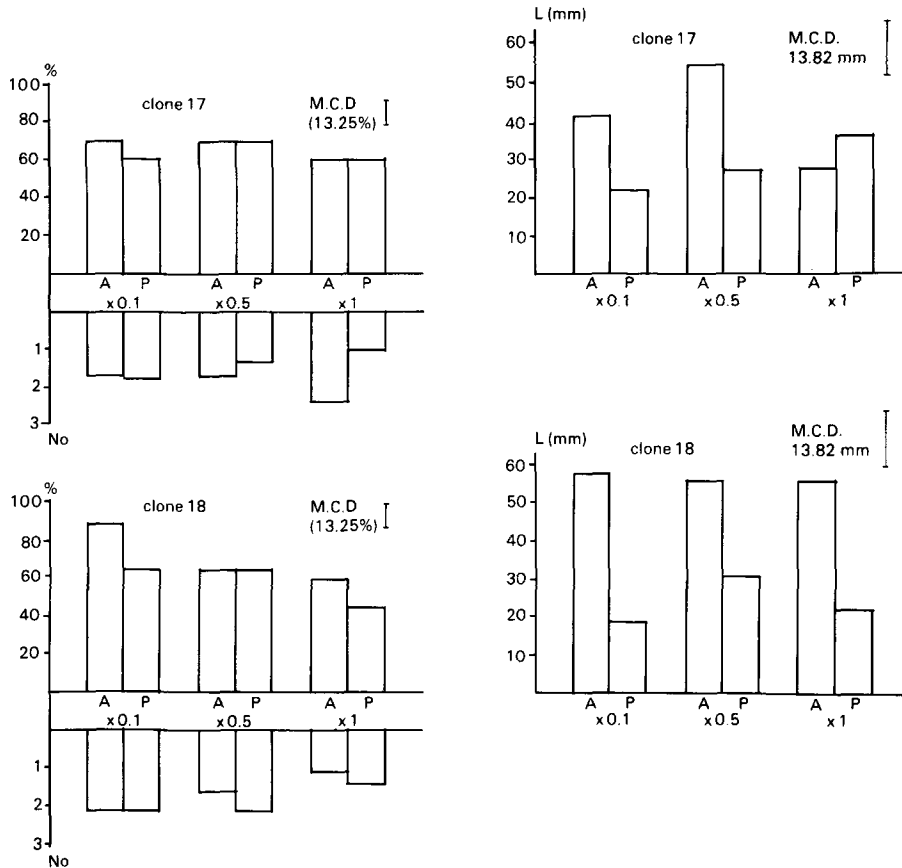 %
100
80
60
40
20
clone 17
M.C.D
(13.25%)
A P A P A P
x 0.1 x 0.5 x 1
1
2
3
No
L (mm)
60
50
40
30
20
10
clone 17
M.C.D.
13.82 mm
A P A P A P
x 0.1 x 0.5 x 1
%
100
80
60
40
20
clone 18
M.C.D
(13.25%)
A P A P A P
x 0.1 x 0.5 x 1
1
2
3
No
L (mm)
60
50
40
30
20
10
clone 18
M.C.D.
13.82 mm
A P A P A P
x 0.1 x 0.5 x 1